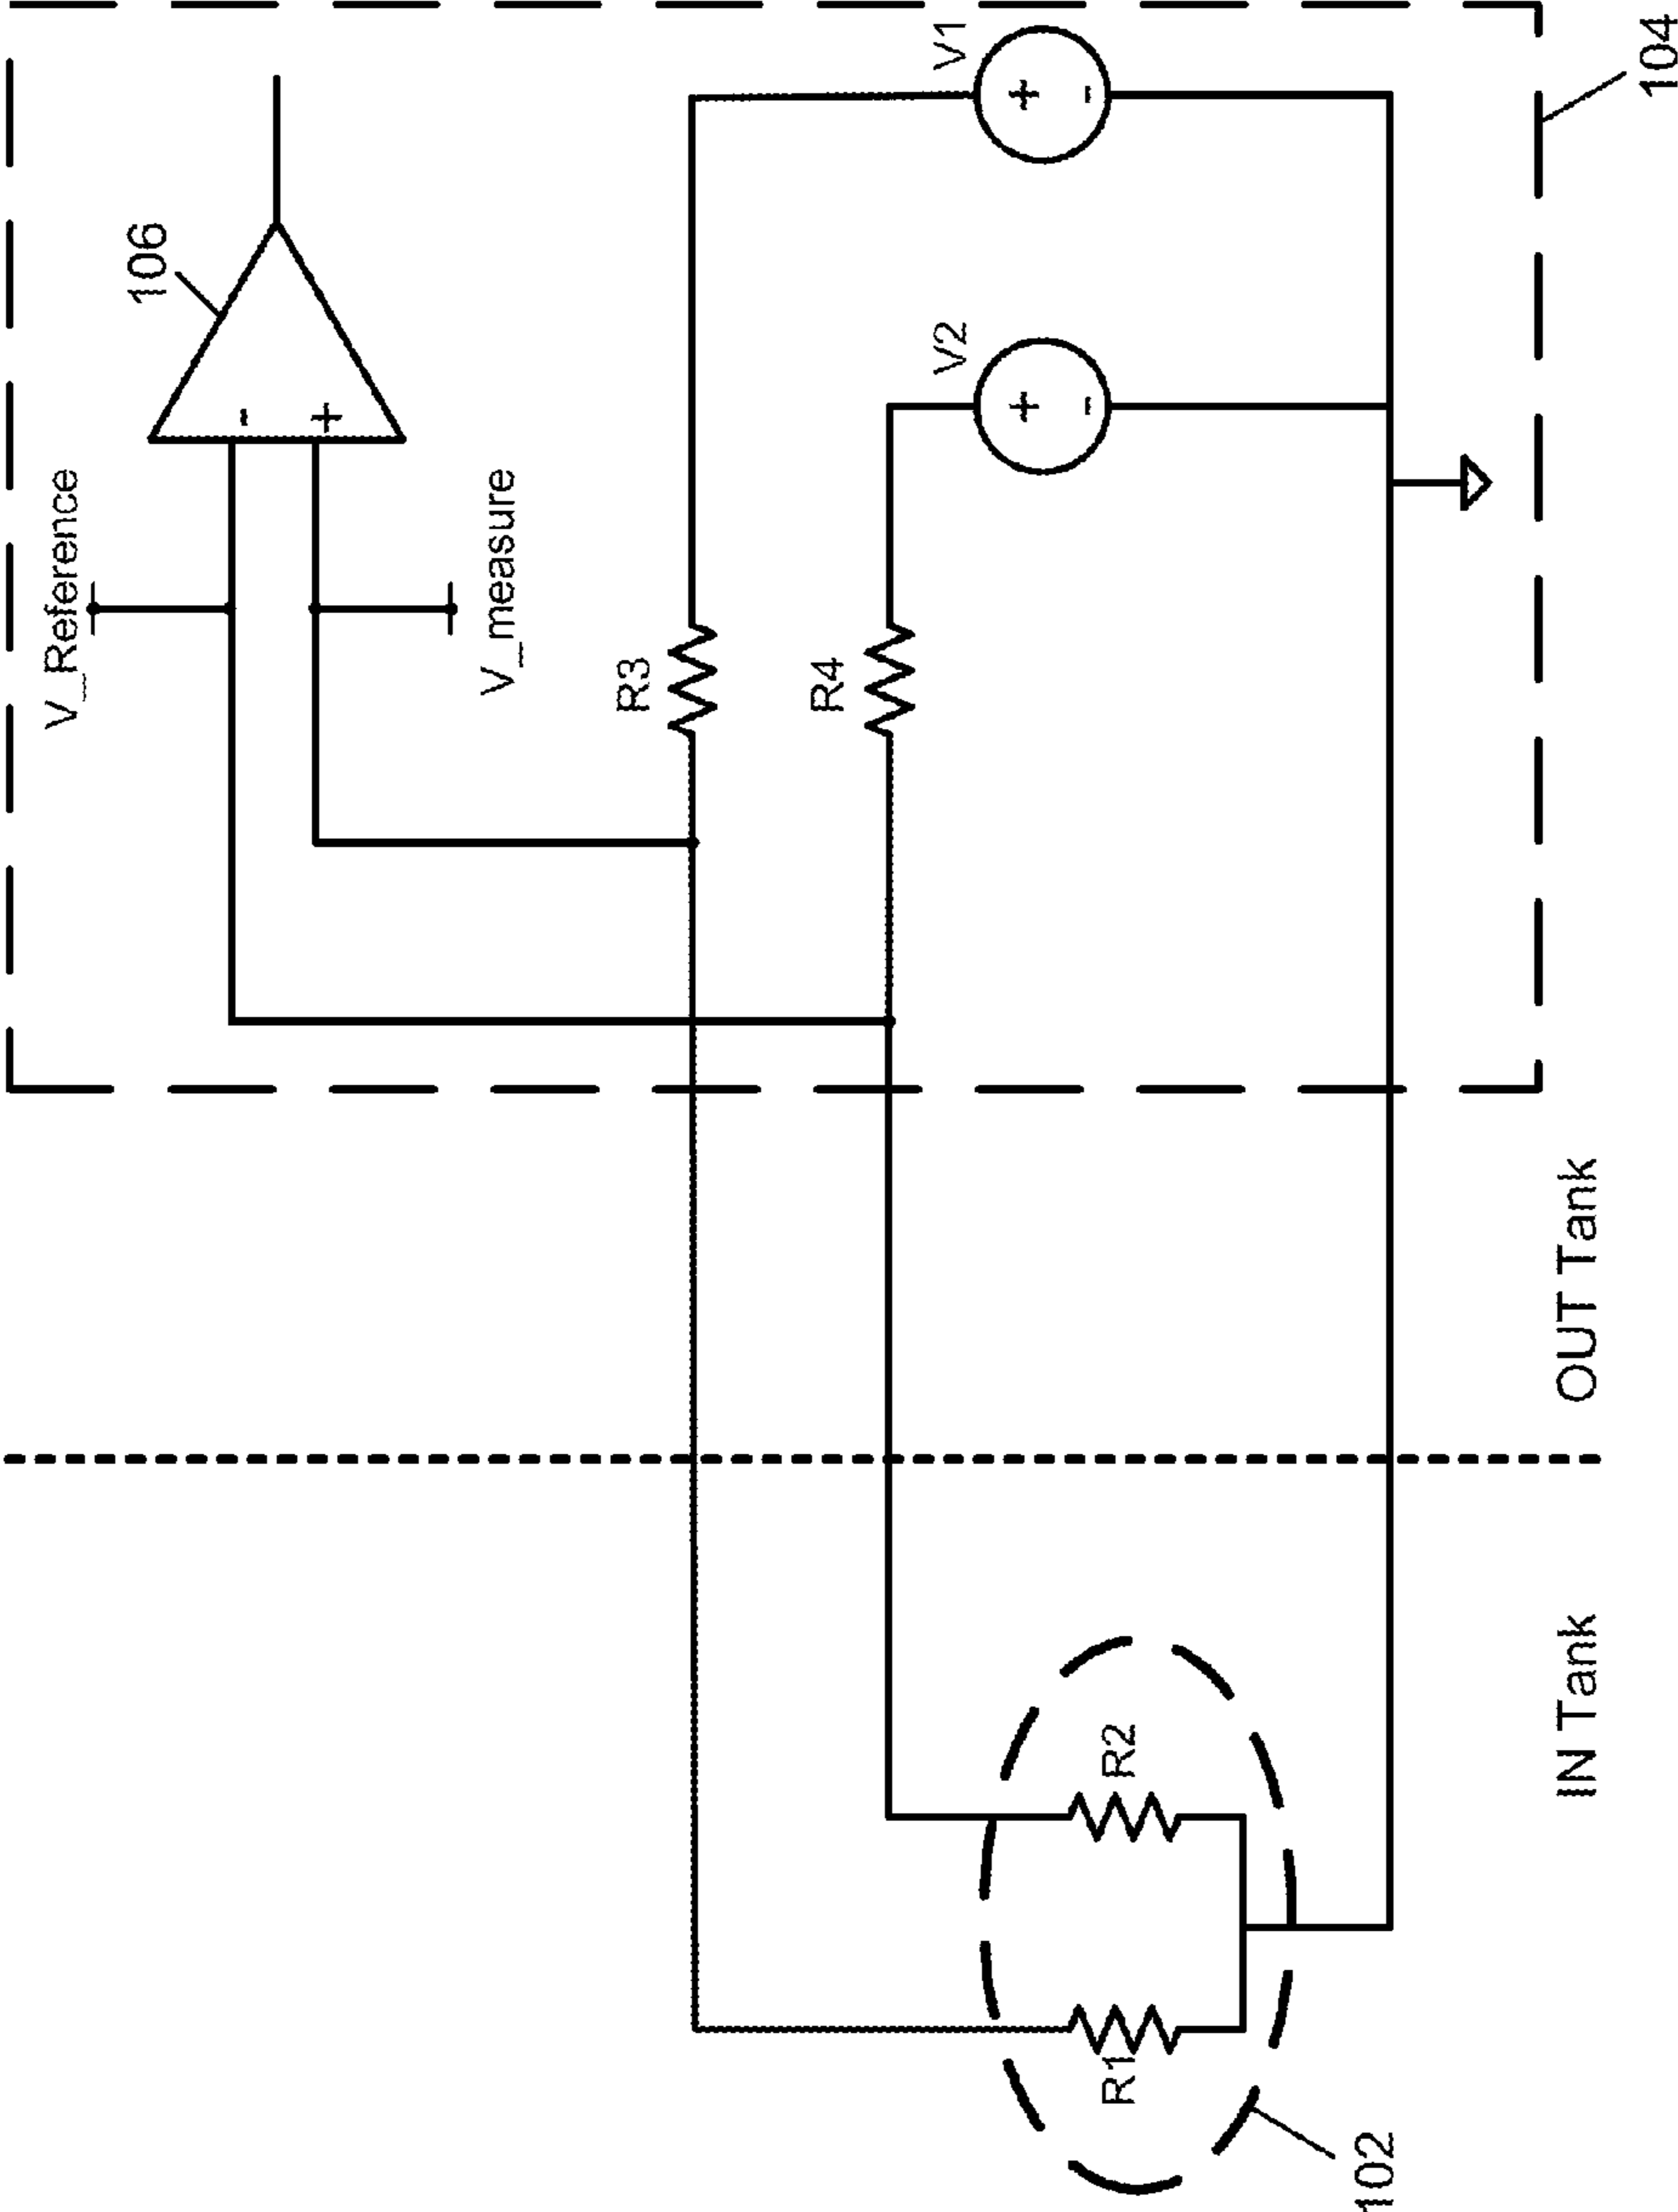 V_Reference
106
V_measure
V1
V2
R3
R4
-
+
+
-
+
-
104
OUT Tank
IN Tank
R2
R1
102